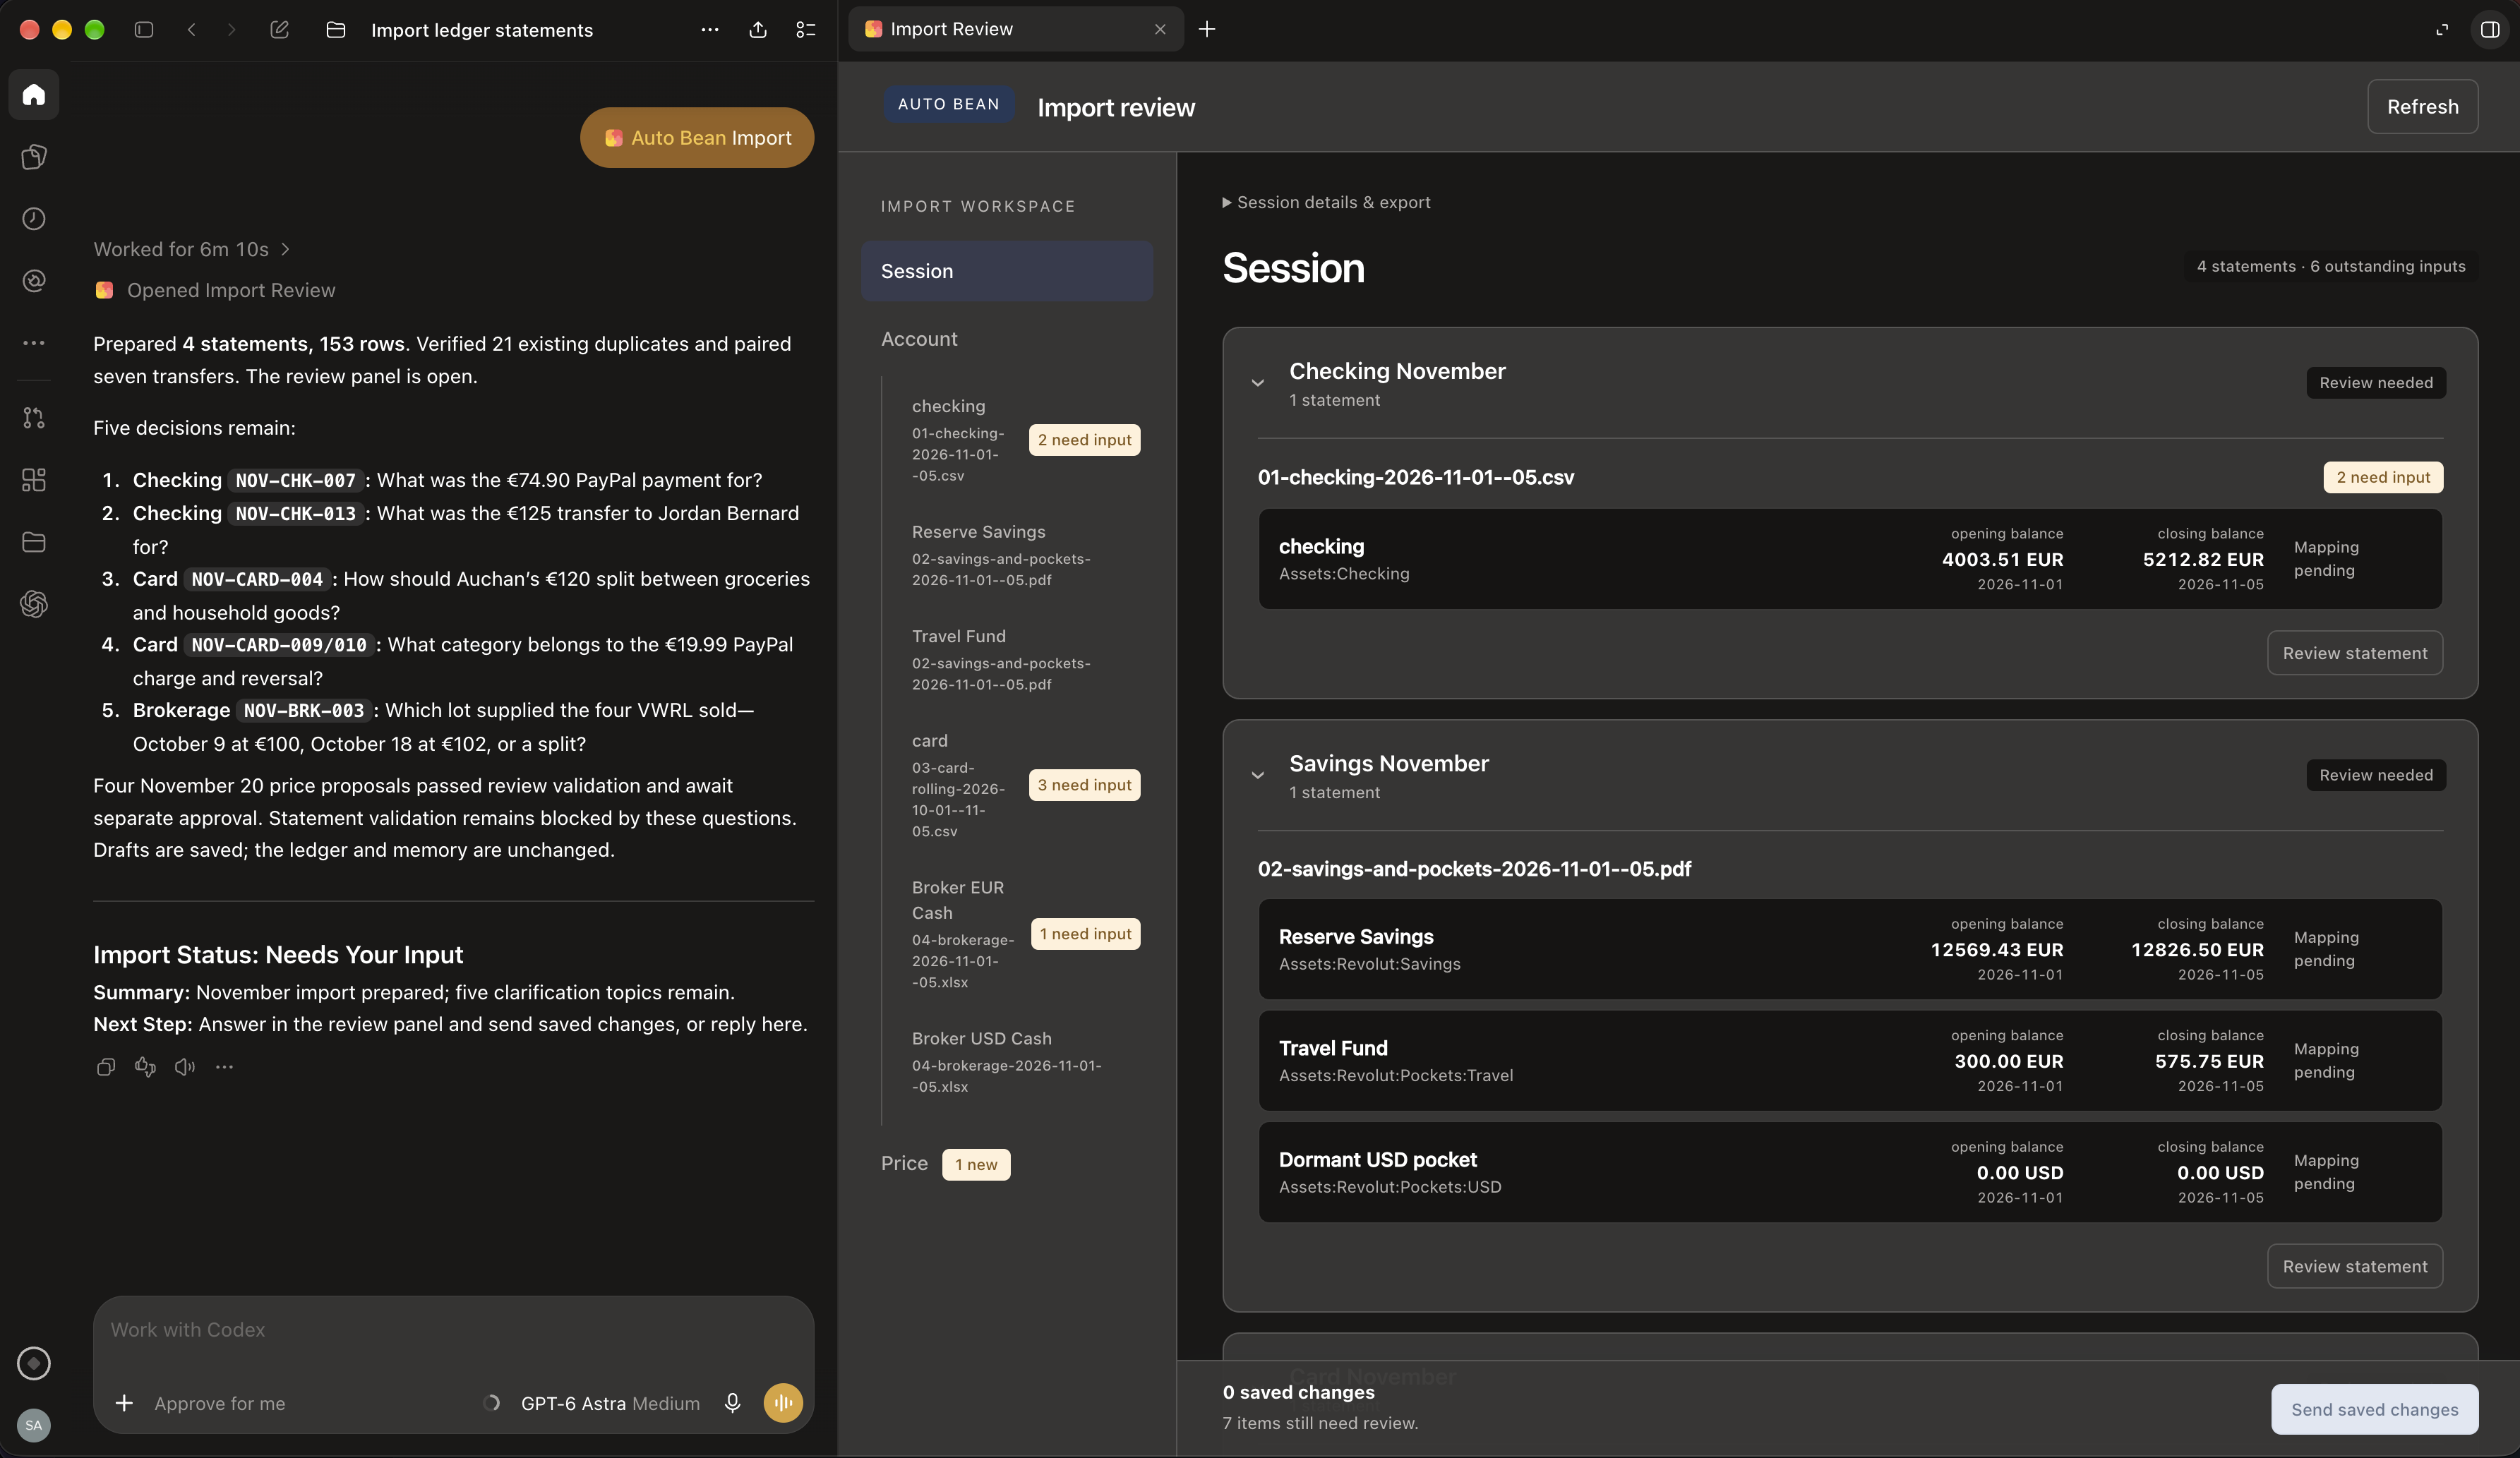 Import ledger statements
Auto Bean Import
Worked for 6m 10s
Opened Import Review
Prepared 4 statements, 153 rows. Verified 21 existing duplicates and paired
seven transfers. The review panel is open.
Five decisions remain:
1. Checking NOV-CHK-007: What was the €74.90 PayPal payment for?
2. Checking NOV-CHK-013: What was the €125 transfer to Jordan Bernard
for?
3. Card NOV-CARD-004: How should Auchan’s €120 split between groceries
and household goods?
4. Card NOV-CARD-009/010: What category belongs to the €19.99 PayPal
charge and reversal?
5. Brokerage NOV-BRK-003: Which lot supplied the four VWRL sold—
October 9 at €100, October 18 at €102, or a split?
Four November 20 price proposals passed review validation and await
separate approval. Statement validation remains blocked by these questions.
Drafts are saved; the ledger and memory are unchanged.
Import Status: Needs Your Input
Summary: November import prepared; five clarification topics remain.
Next Step: Answer in the review panel and send saved changes, or reply here.
Work with Codex
Approve for me
GPT-6 Astra Medium
SA
Import Review
AUTO BEAN
Import review
Refresh
IMPORT WORKSPACE
Session
Account
checking
01-checking-
2026-11-01-
-05.csv
2 need input
Reserve Savings
02-savings-and-pockets-
2026-11-01--05.pdf
Travel Fund
02-savings-and-pockets-
2026-11-01--05.pdf
card
03-card-
rolling-2026-
10-01--11-
05.csv
3 need input
Broker EUR
Cash
04-brokerage-
2026-11-01-
-05.xlsx
1 need input
Broker USD Cash
04-brokerage-2026-11-01-
-05.xlsx
Price
1 new
Session details & export
Session
4 statements · 6 outstanding inputs
Checking November
1 statement
Review needed
01-checking-2026-11-01--05.csv
2 need input
checking
Assets:Checking
opening balance
4003.51 EUR
2026-11-01
closing balance
5212.82 EUR
2026-11-05
Mapping
pending
Review statement
Savings November
1 statement
Review needed
02-savings-and-pockets-2026-11-01--05.pdf
Reserve Savings
Assets:Revolut:Savings
opening balance
12569.43 EUR
2026-11-01
closing balance
12826.50 EUR
2026-11-05
Mapping
pending
Travel Fund
Assets:Revolut:Pockets:Travel
opening balance
300.00 EUR
2026-11-01
closing balance
575.75 EUR
2026-11-05
Mapping
pending
Dormant USD pocket
Assets:Revolut:Pockets:USD
opening balance
0.00 USD
2026-11-01
closing balance
0.00 USD
2026-11-05
Mapping
pending
Review statement
Card November
0 saved changes
7 items still need review.
Send saved changes